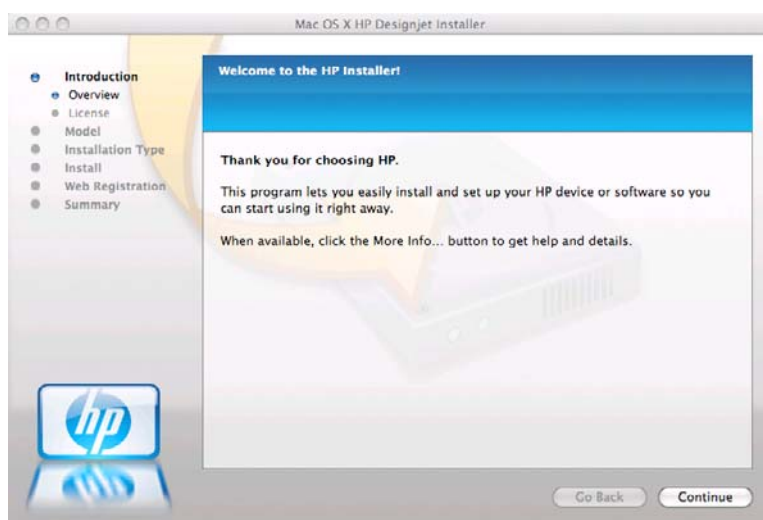 Mac OS X HP Designjet Installer
Introduction
Overview
License
Model
Installation Type
Install
Web Registration
Summary
Welcome to the HP Installer!
Thank you for choosing HP.
This program lets you easily install and set up your HP device or software so you
can start using it right away.
When available, click the More Info... button to get help and details.
hp
Go Back
Continue